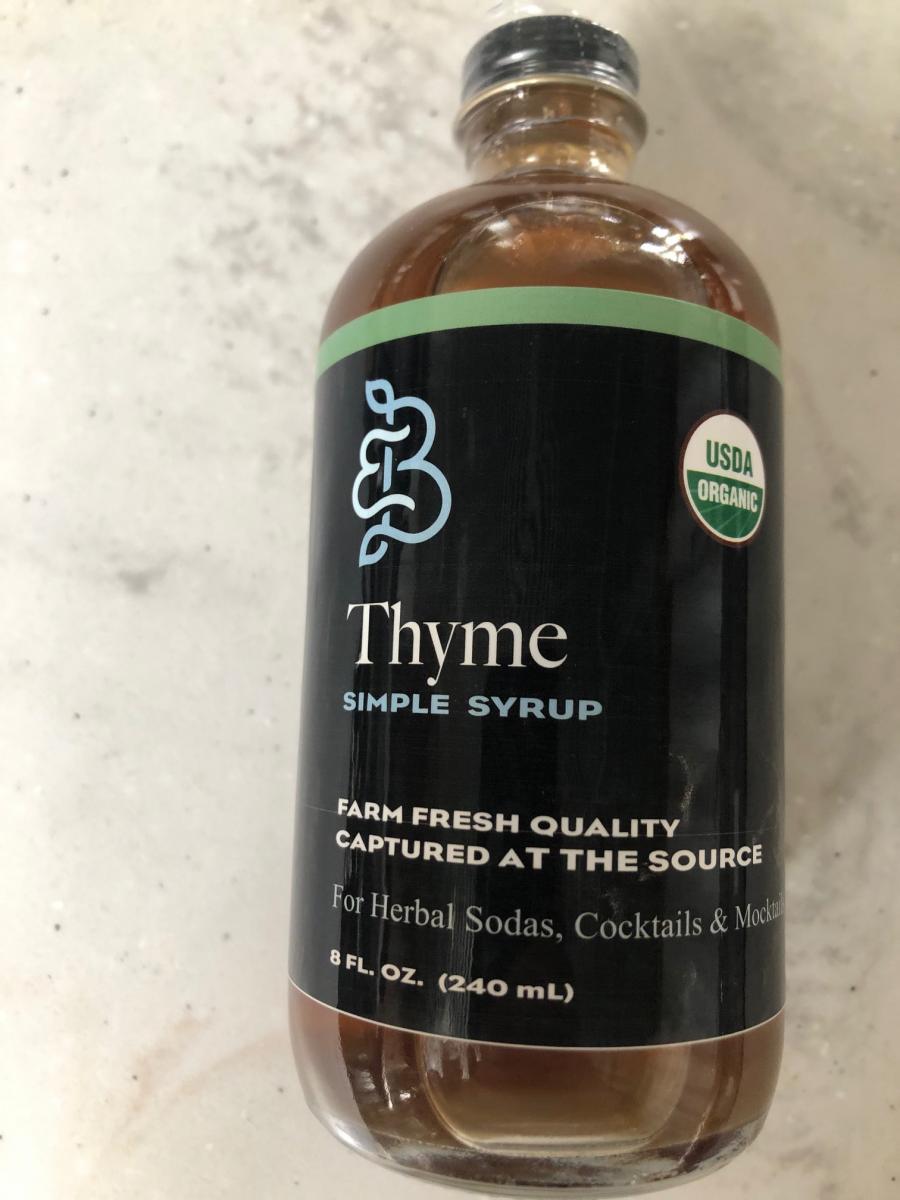 USDA
ORGANIC
Thyme
SIMPLE SYRUP
FARM FRESH QUALITY
CAPTURED AT THE SOURCE
For Herbal Sodas, Cocktails & Mocktails
8 FL. OZ. (240 mL)